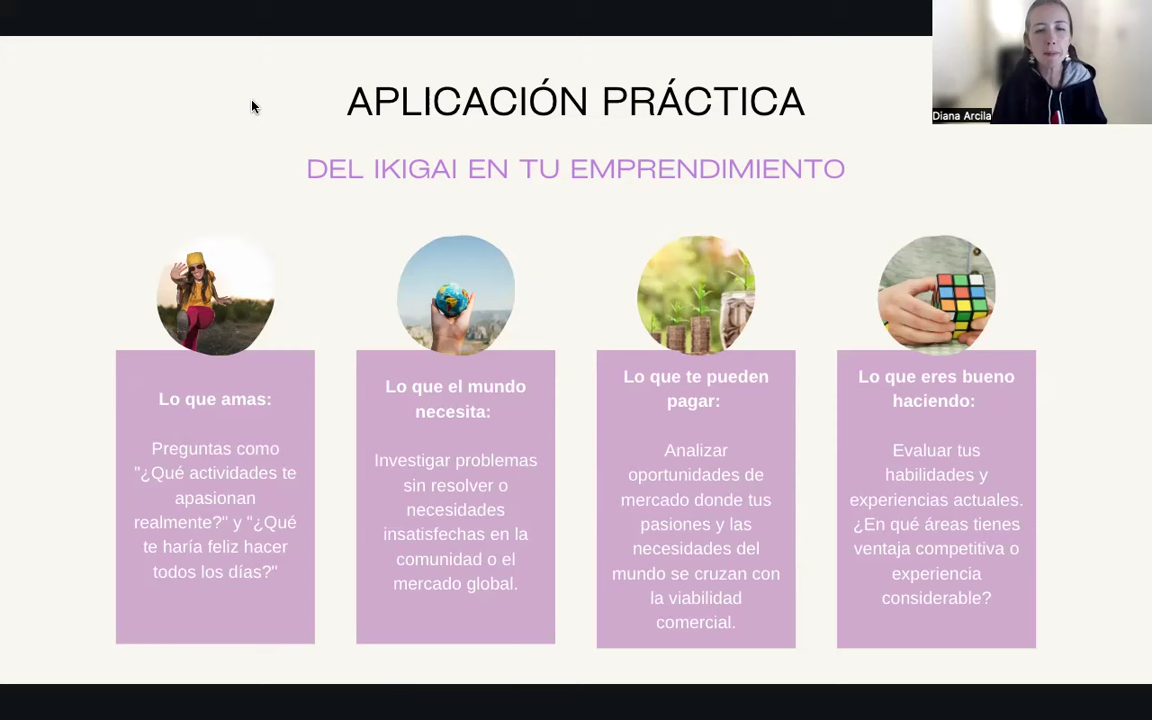 APLICACIÓN PRÁCTICA
DEL IKIGAI EN TU EMPRENDIMIENTO
Diana Arcila
Lo que amas:
Preguntas como
"¿Qué actividades te
apasionan
realmente?" y "¿Qué
te haría feliz hacer
todos los días?"
Lo que el mundo
necesita:
Investigar problemas
sin resolver o
necesidades
insatisfechas en la
comunidad o el
mercado global.
Lo que te pueden
pagar:
Analizar
oportunidades de
mercado donde tus
pasiones y las
necesidades del
mundo se cruzan con
la viabilidad
comercial.
Lo que eres bueno
haciendo:
Evaluar tus
habilidades y
experiencias actuales.
¿En qué áreas tienes
ventaja competitiva o
experiencia
considerable?